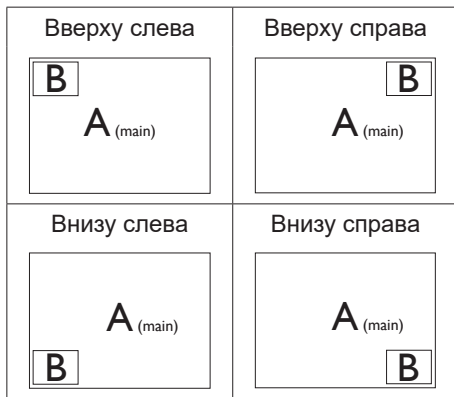 Вверху слева
B
A (main)
Вверху справа
B
A (main)
Внизу слева
A (main)
B
Внизу справа
A (main)
B